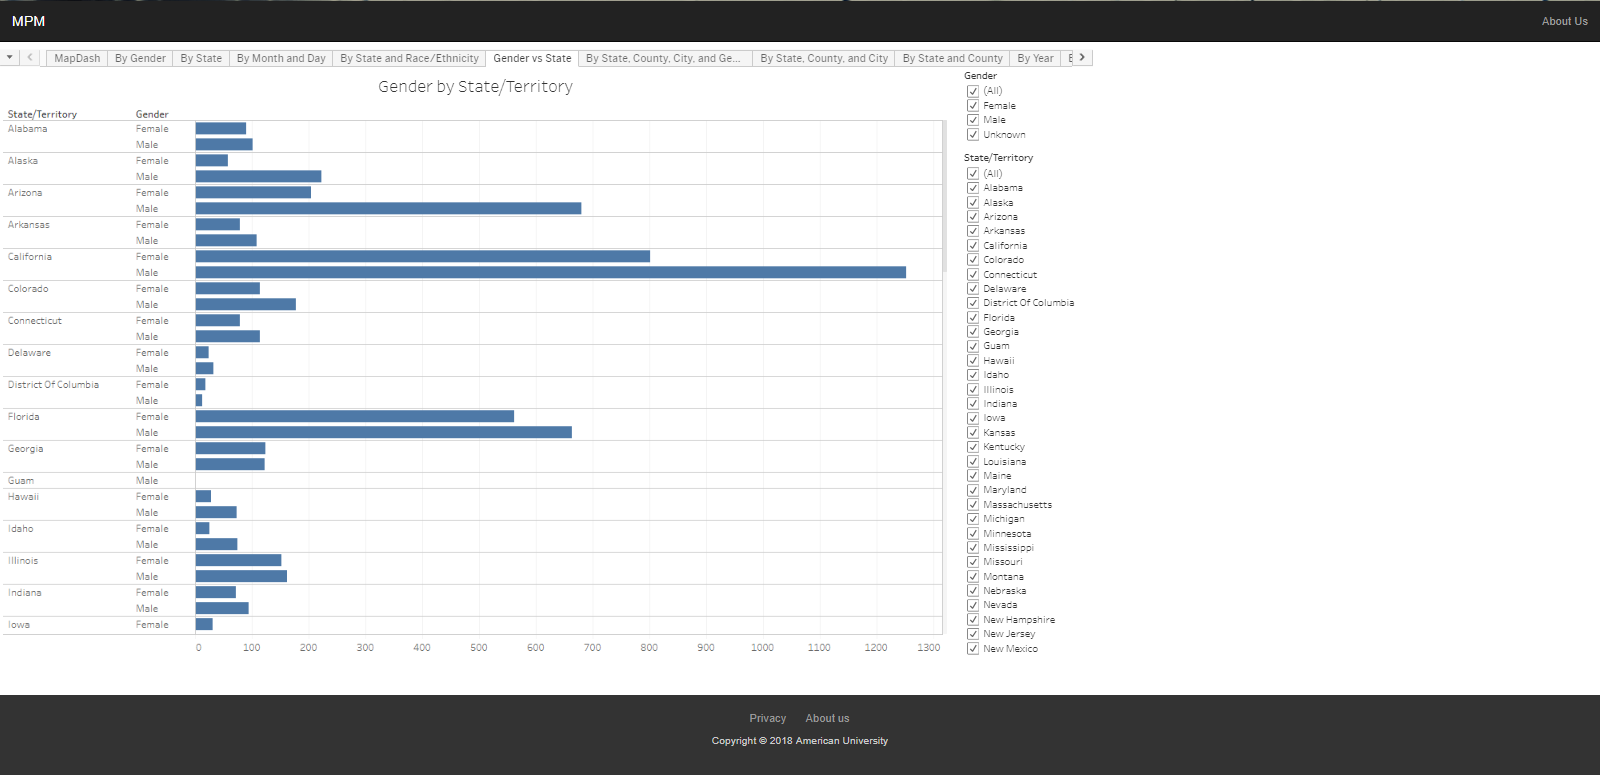 MPM
About Us
MapDash
By Gender
By State
By Month and Day
By State and Race/Ethnicity
Gender vs State
By State, County, City, and Ge...
By State, County, and City
By State and County
By Year
Gender by State/Territory
State/Territory Gender
Alabama Female
Male
Alaska Female
Male
Arizona Female
Male
Arkansas Female
Male
California Female
Male
Colorado Female
Male
Connecticut Female
Male
Delaware Female
Male
District Of Columbia Female
Male
Florida Female
Male
Georgia Female
Male
Guam Male
Hawaii Female
Male
Idaho Female
Male
Illinois Female
Male
Indiana Female
Male
Iowa Female
0 100 200 300 400 500 600 700 800 900 1000 1100 1200 1300
Gender
(All)
Female
Male
Unknown
State/Territory
(All)
Alabama
Alaska
Arizona
Arkansas
California
Colorado
Connecticut
Delaware
District Of Columbia
Florida
Georgia
Guam
Hawaii
Idaho
Illinois
Indiana
Iowa
Kansas
Kentucky
Louisiana
Maine
Maryland
Massachusetts
Michigan
Minnesota
Mississippi
Missouri
Montana
Nebraska
Nevada
New Hampshire
New Jersey
New Mexico
Privacy About us
Copyright © 2018 American University